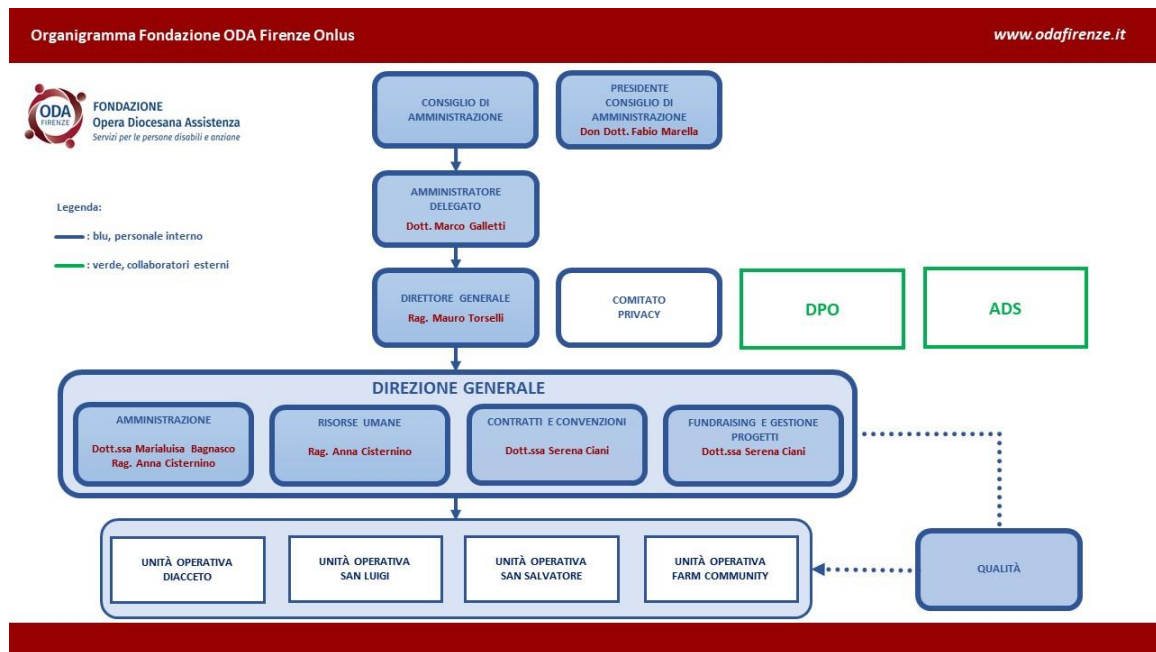 Organigramma Fondazione ODA Firenze Onlus
www.odafirenze.it
ODA
FIRENZE
FONDAZIONE
Opera Diocesana Assistenza
Servizi per le persone disabili e anziane
CONSIGLIO DI
AMMINISTRAZIONE
PRESIDENTE
CONSIGLIO DI
AMMINISTRAZIONE
Don Dott. Fabio Marella
AMMINISTRATORE
DELEGATO
Dott. Marco Galletti
Legenda:
: blu, personale interno
: verde, collaboratori esterni
DIRETTORE GENERALE
Rag. Mauro Torselli
COMITATO
PRIVACY
DPO
ADS
DIREZIONE GENERALE
AMMINISTRAZIONE
Dott.ssa Marialuisa Bagnasco
Rag. Anna Cisternino
RISORSE UMANE
Rag. Anna Cisternino
CONTRATTI E CONVENZIONI
Dott.ssa Serena Ciani
FUNDRAISING E GESTIONE
PROGETTI
Dott.ssa Serena Ciani
UNITÀ OPERATIVA
DIACCETO
UNITÀ OPERATIVA
SAN LUIGI
UNITÀ OPERATIVA
SAN SALVATORE
UNITÀ OPERATIVA
FARM COMMUNITY
QUALITÀ